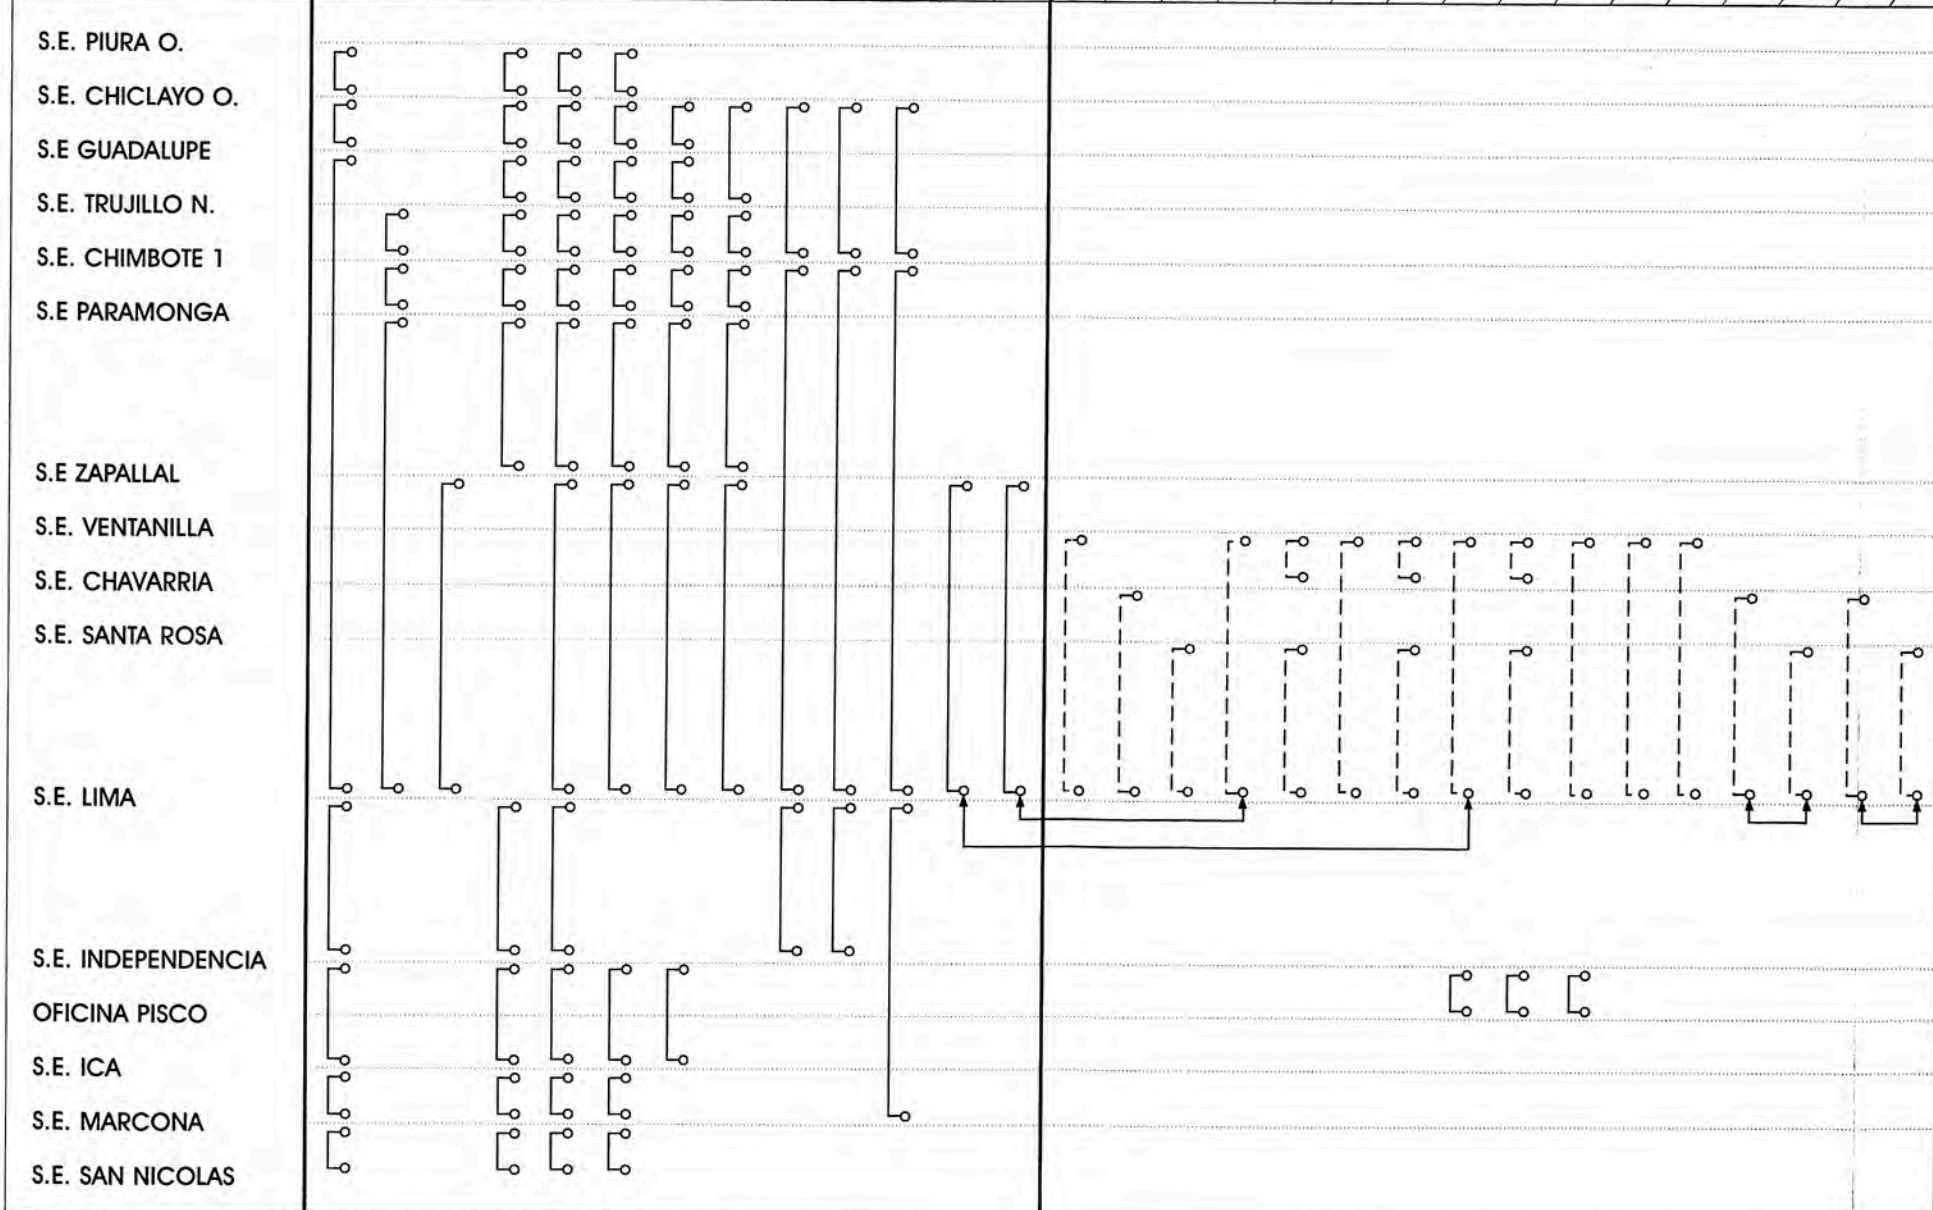 S.E. PIURA O.
S.E. CHICLAYO O.
S.E GUADALUPE
S.E. TRUJILLO N.
S.E. CHIMBOTE 1
S.E PARAMONGA
S.E ZAPALLAL
S.E. VENTANILLA
S.E. CHAVARRIA
S.E. SANTA ROSA
S.E. LIMA
S.E. INDEPENDENCIA
OFICINA PISCO
S.E. ICA
S.E. MARCONA
S.E. SAN NICOLAS